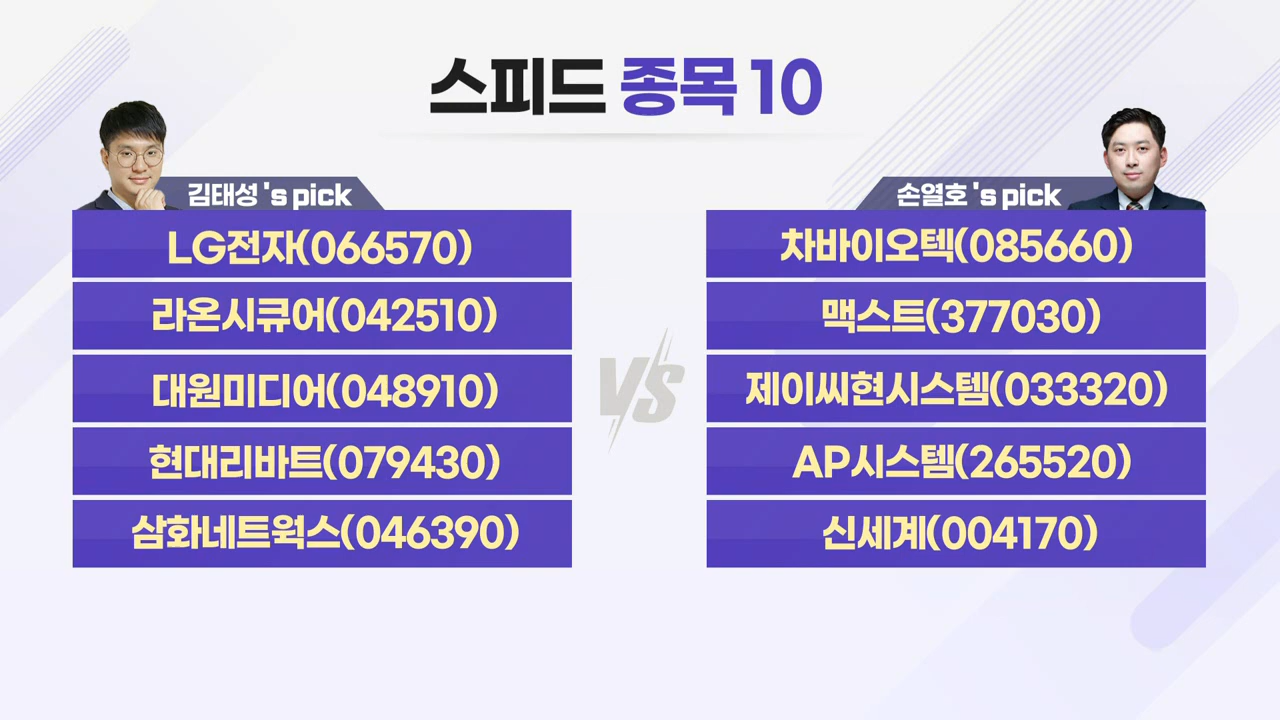 스피드 종목 10
김태성 's pick
LG전자(066570)
라온시큐어(042510)
대원미디어(048910)
현대리바트(079430)
삼화네트웍스(046390)
VS
손열호 's pick
차바이오텍(085660)
맥스트(377030)
제이씨현시스템(033320)
AP시스템(265520)
신세계(004170)